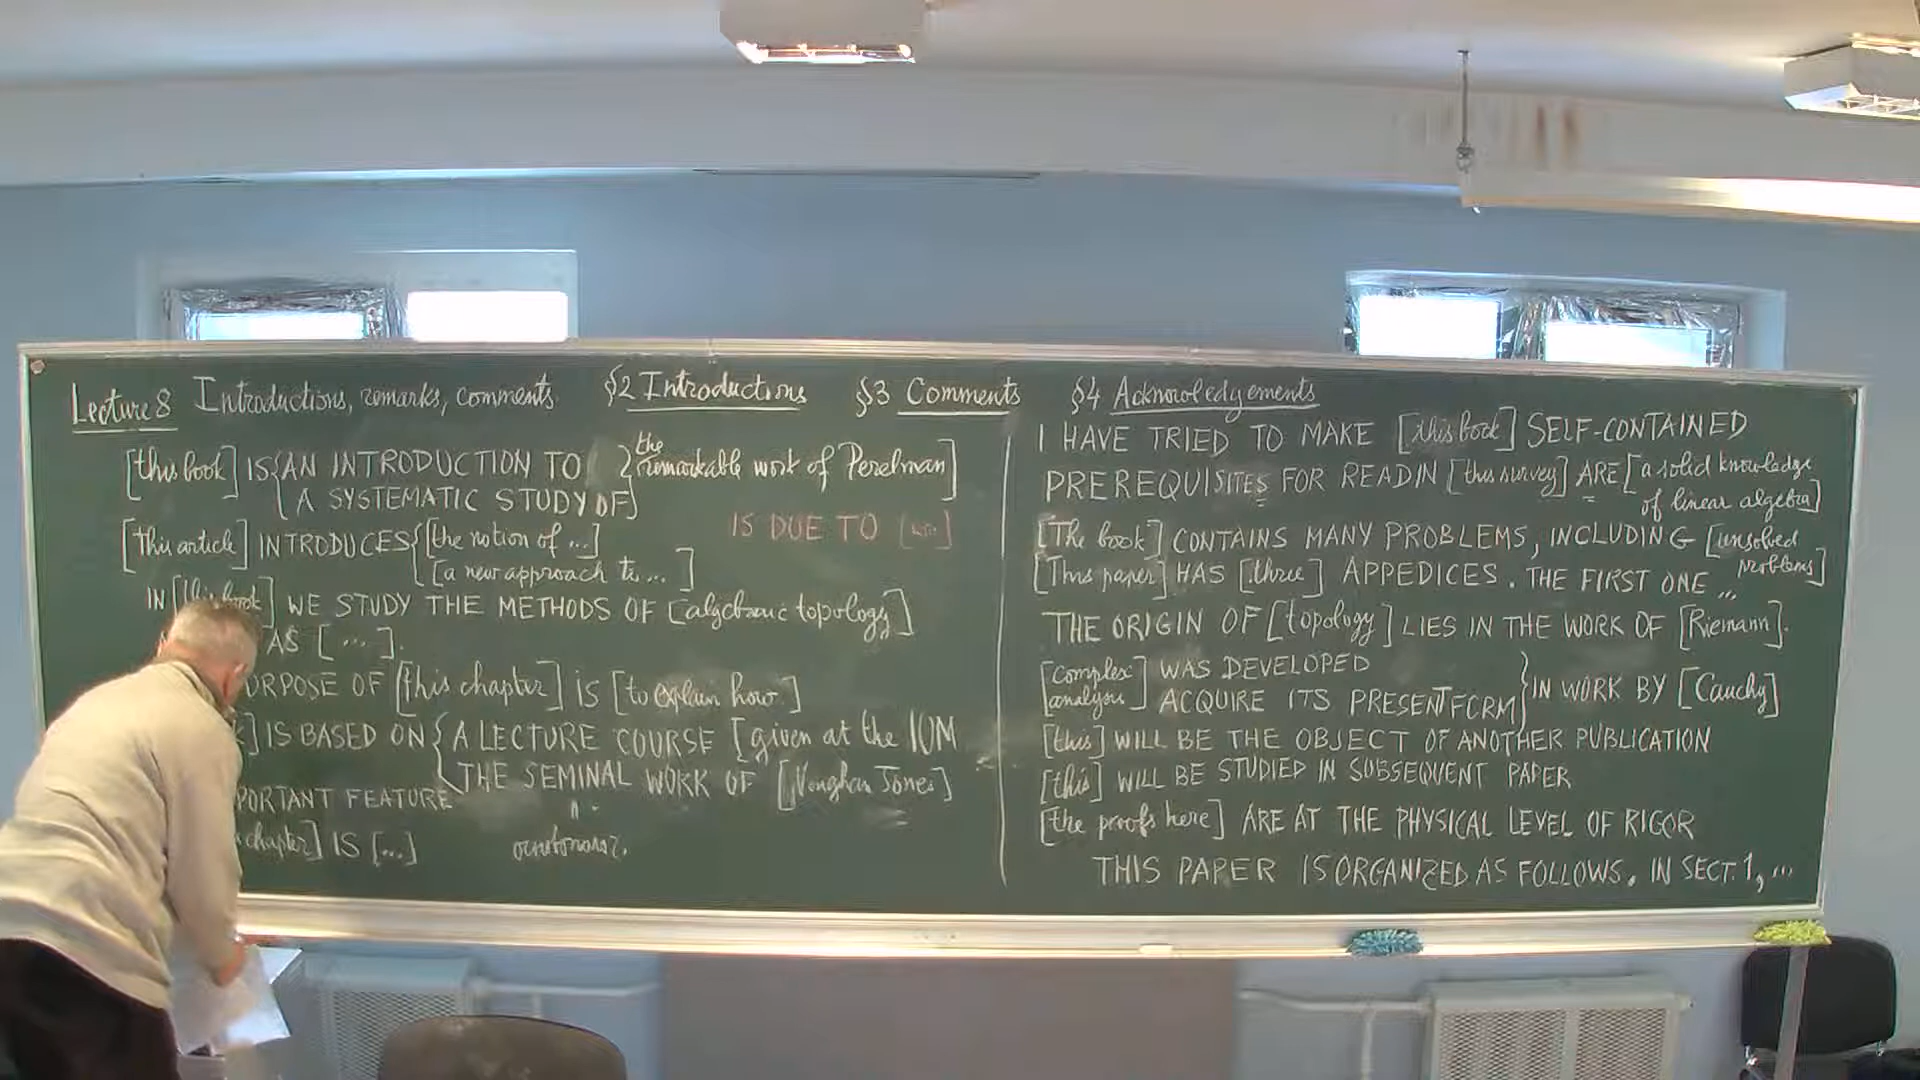 Lecture 8 Introductions, remarks, comments §2 Introductions §3 Comments §4 Acknowledgements
[this book] IS { AN INTRODUCTION TO
A SYSTEMATIC STUDY OF } the remarkable work of Perelman]
IS DUE TO
[This article] INTRODUCES { [the notion of ...]
[a new approach to ... ]
IN [this book] WE STUDY THE METHODS OF [algebraic topology]
AS [ ... ].
PURPOSE OF [this chapter] IS [to explain how ]
] IS BASED ON { A LECTURE COURSE [given at the IUM
THE SEMINAL WORK OF [Vaughan Jones]
PORTANT FEATURE
chapter] IS [...]
I HAVE TRIED TO MAKE [this book] SELF-CONTAINED
PREREQUISITES FOR READIN [this survey] ARE [a solid knowledge
of linear algebra]
[The book] CONTAINS MANY PROBLEMS, INCLUDING [unsolved
problems]
[This paper] HAS [three] APPEDICES. THE FIRST ONE ...
THE ORIGIN OF [topology] LIES IN THE WORK OF [Riemann].
[complex analysis] WAS DEVELOPED
ACQUIRE ITS PRESENT FORM } IN WORK BY [Cauchy]
[this] WILL BE THE OBJECT OF ANOTHER PUBLICATION
[this] WILL BE STUDIED IN SUBSEQUENT PAPER
[the proofs here] ARE AT THE PHYSICAL LEVEL OF RIGOR
THIS PAPER IS ORGANIZED AS FOLLOWS. IN SECT. 1, ...